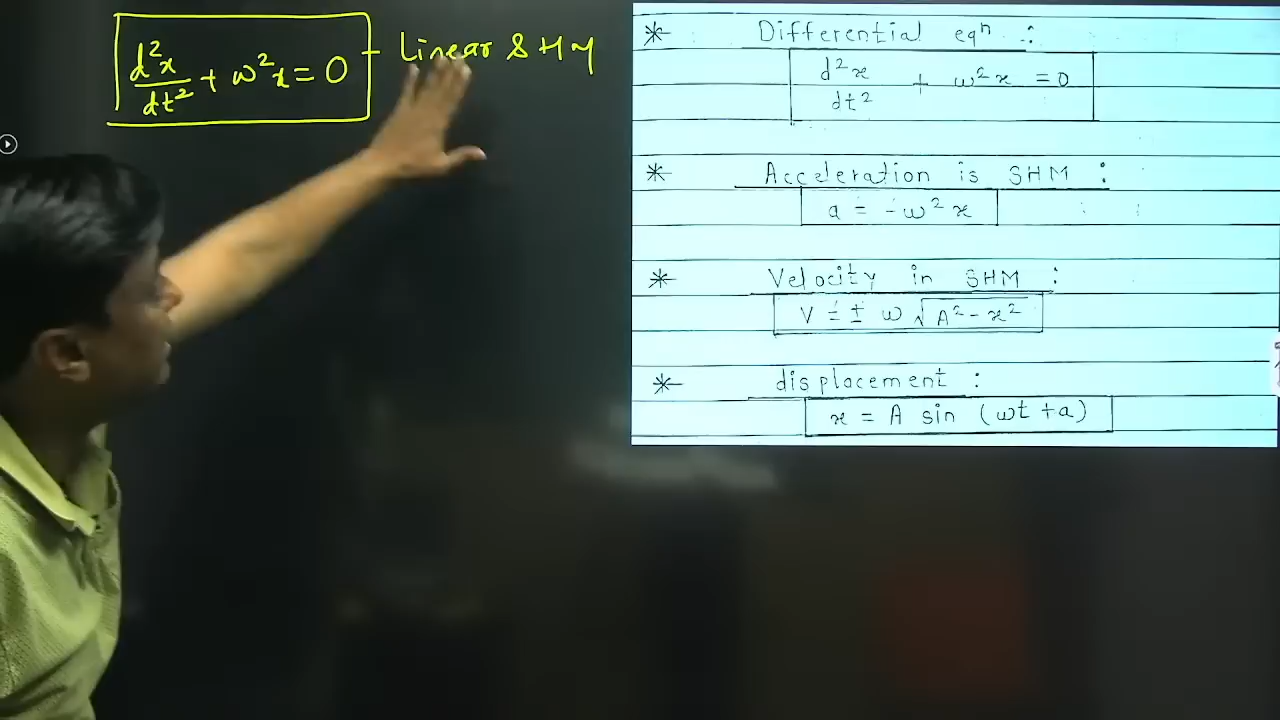 d²x/dt² + ω²x = 0 - Linear SHM
* Differential eqⁿ :
d²x/dt² + ω²x = 0
* Acceleration is SHM :
a = -ω²x
* Velocity in SHM :
V = ± ω √A² - x²
* displacement :
x = A sin (ωt + a)